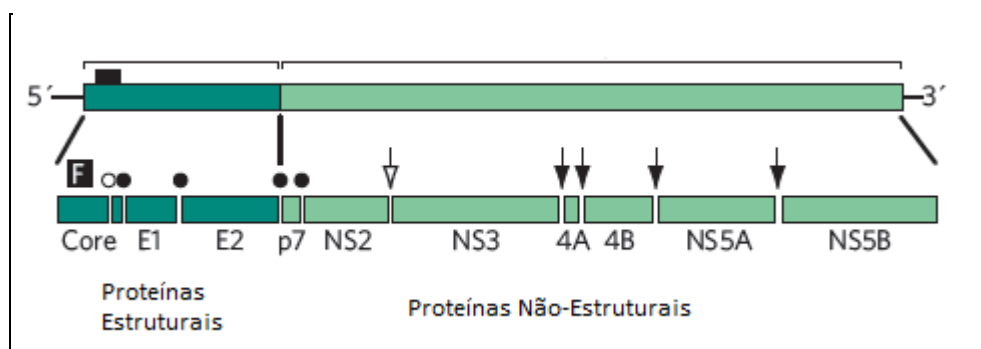 5´ 3´
F
Core E1 E2 p7 NS2 NS3 4A 4B NS5A NS5B
Proteínas
Estruturais
Proteínas Não-Estruturais